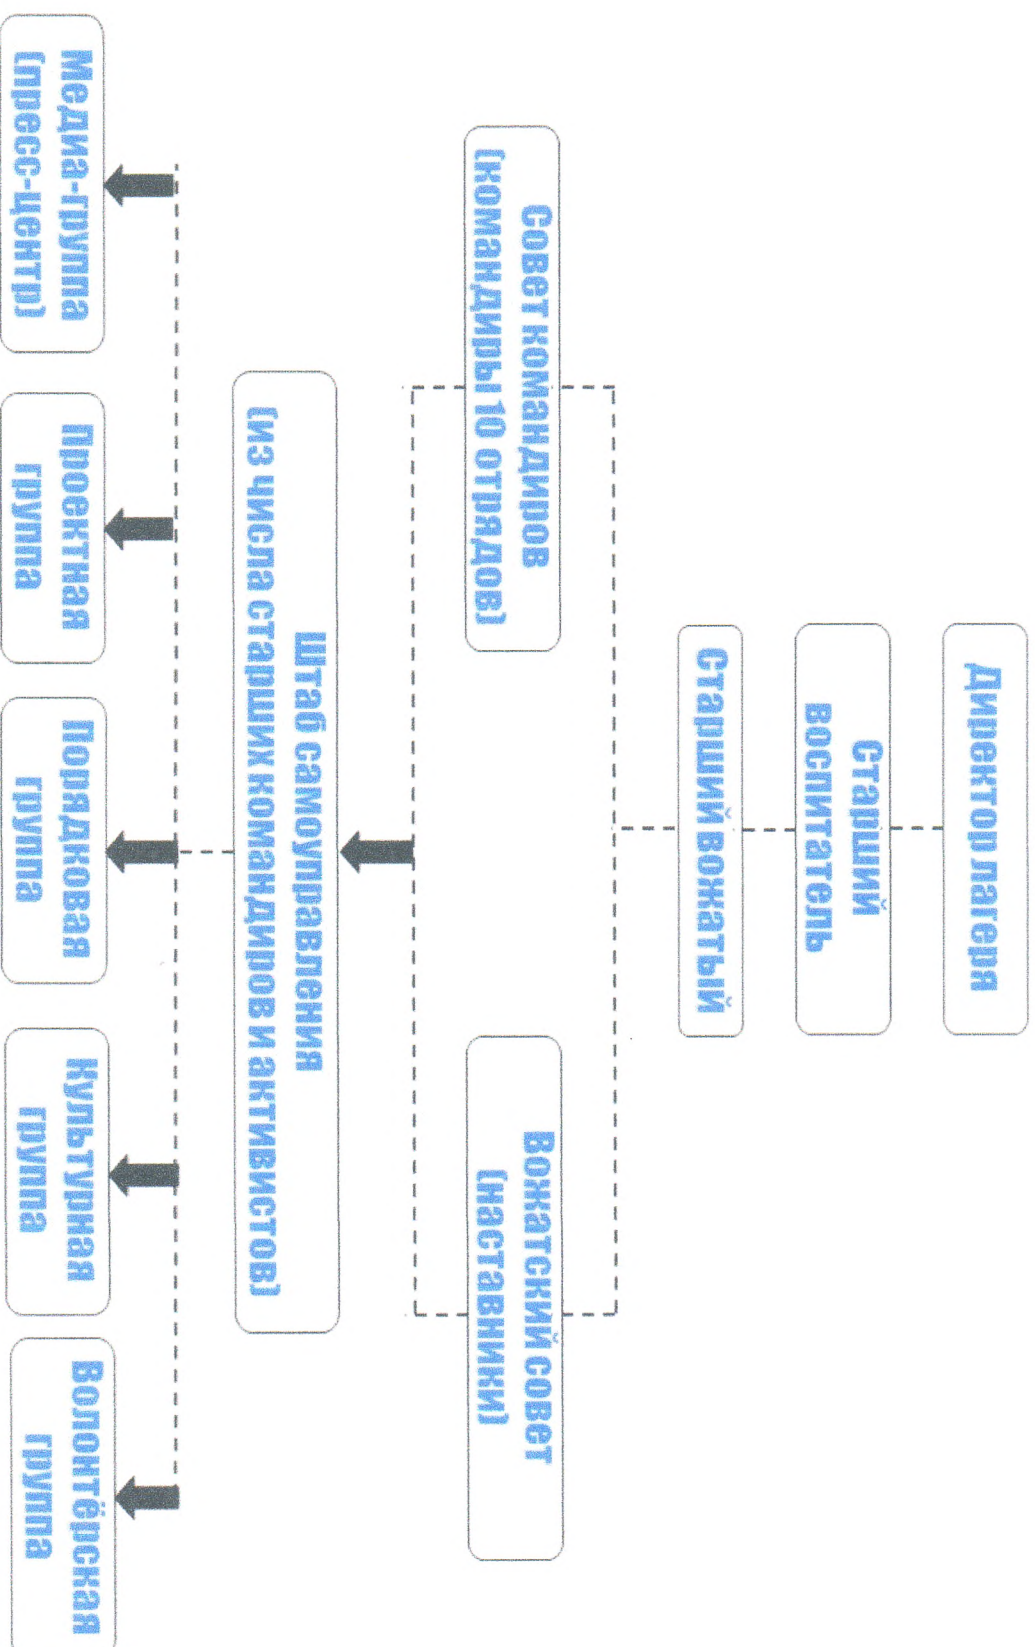 Директор лагеря
Старший
воспитатель
Старший вожатый
Совет командиров
(командиры 10 отрядов)
Вожатский совет
(наставники)
Штаб самоуправления
(из числа старших командиров и активистов)
Медиа-группа
(пресс-центр)
Проектная
группа
Порядковая
группа
Культурная
группа
Волонтёрская
группа